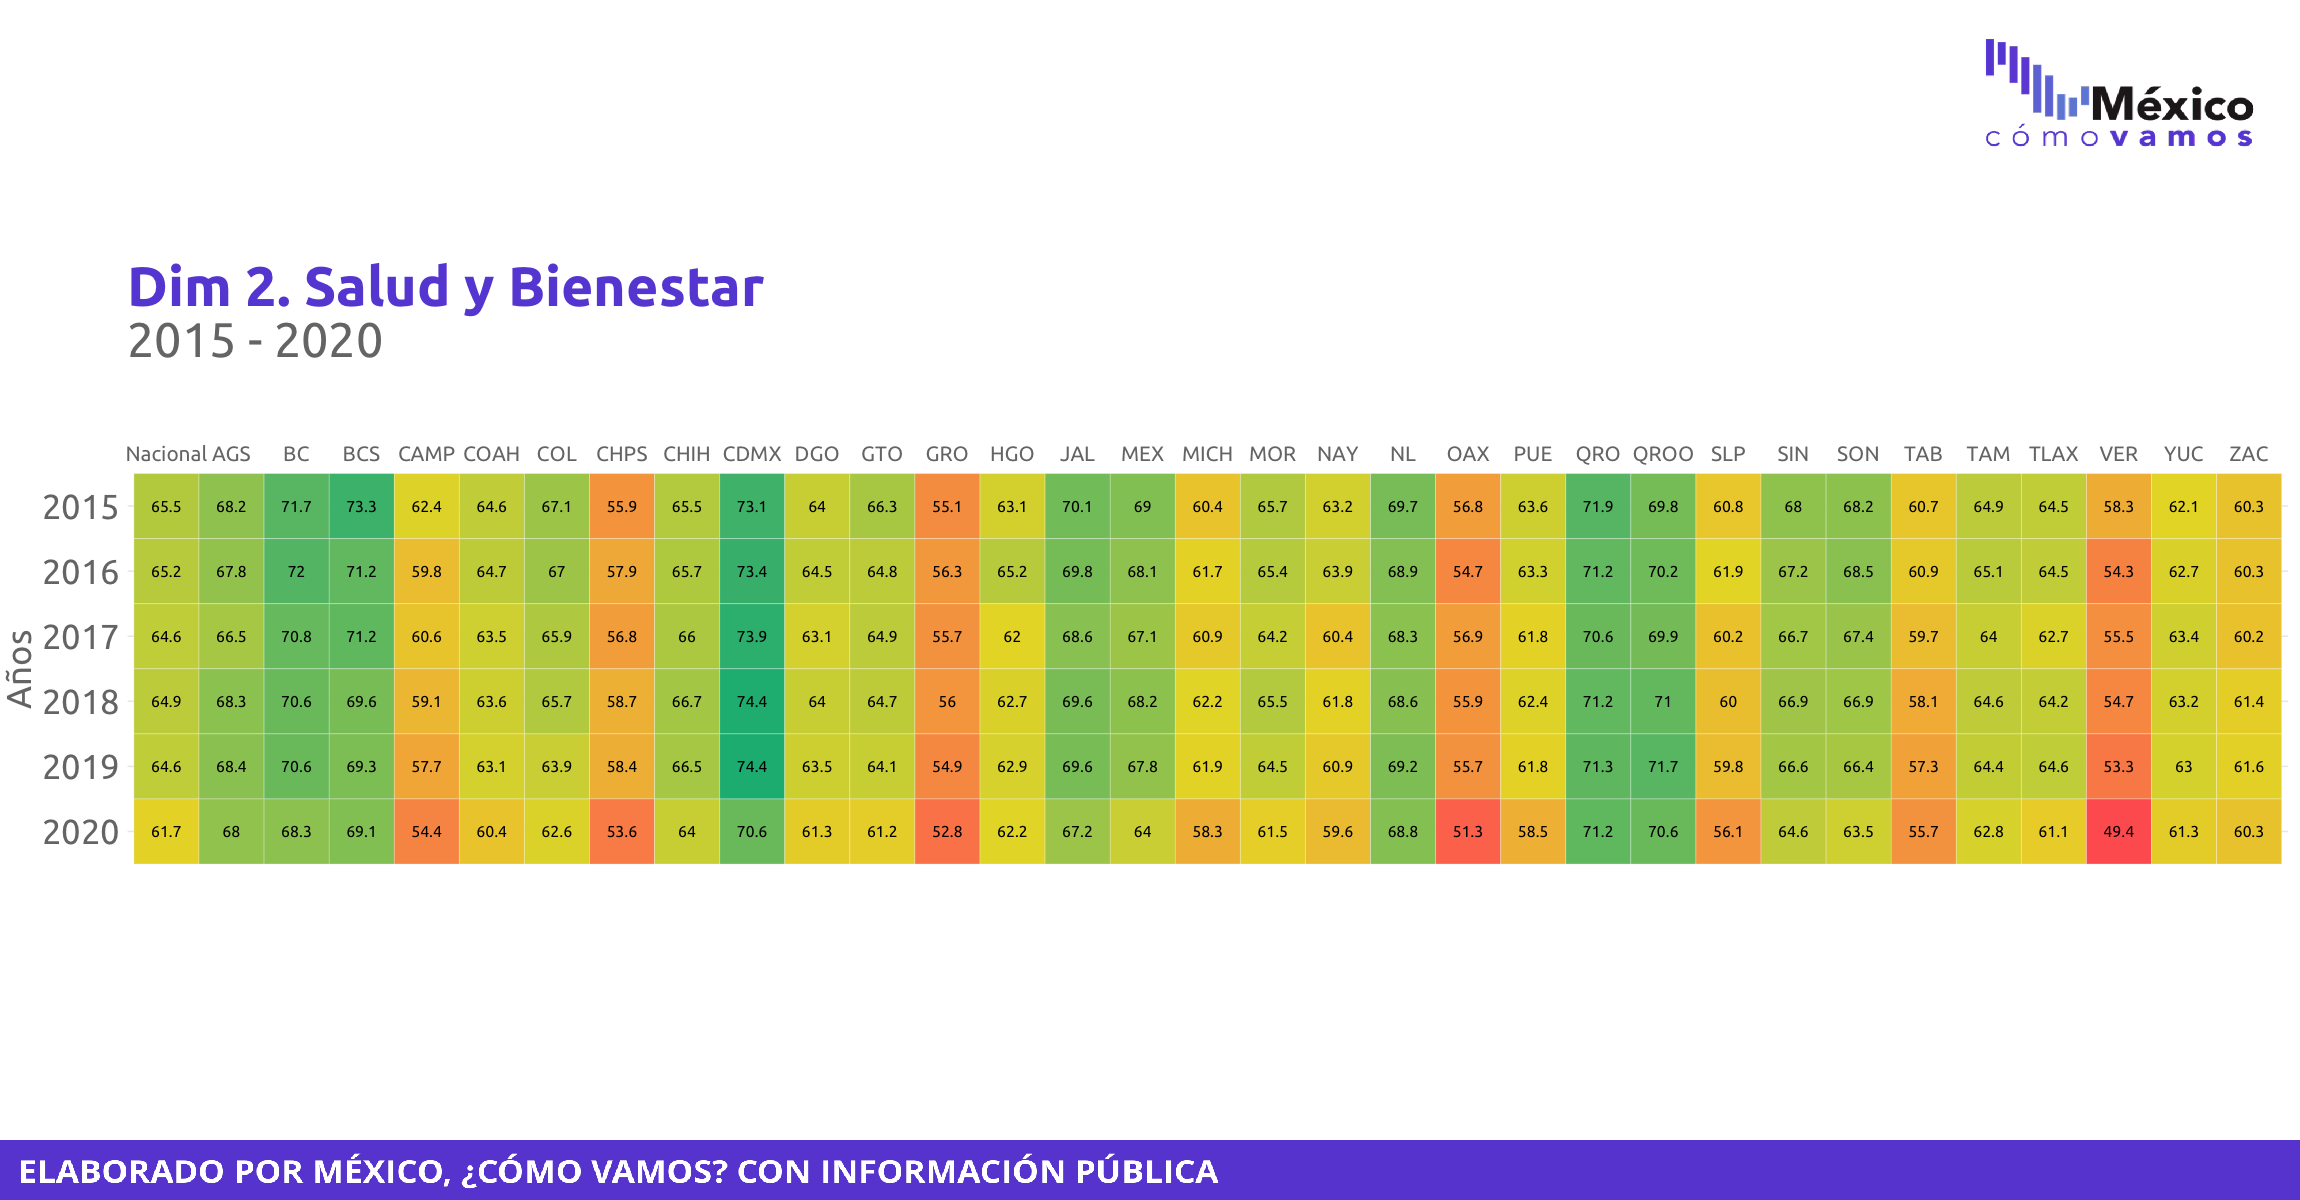 México
cómovamos
Dim 2. Salud y Bienestar
2015 - 2020
Nacional AGS BC BCS CAMP COAH COL CHPS CHIH CDMX DGO GTO GRO HGO JAL MEX MICH MOR NAY NL OAX PUE QRO QROO SLP SIN SON TAB TAM TLAX VER YUC ZAC
Años
2015 65.5 68.2 71.7 73.3 62.4 64.6 67.1 55.9 65.5 73.1 64 66.3 55.1 63.1 70.1 69 60.4 65.7 63.2 69.7 56.8 63.6 71.9 69.8 60.8 68 68.2 60.7 64.9 64.5 58.3 62.1 60.3
2016 65.2 67.8 72 71.2 59.8 64.7 67 57.9 65.7 73.4 64.5 64.8 56.3 65.2 69.8 68.1 61.7 65.4 63.9 68.9 54.7 63.3 71.2 70.2 61.9 67.2 68.5 60.9 65.1 64.5 54.3 62.7 60.3
2017 64.6 66.5 70.8 71.2 60.6 63.5 65.9 56.8 66 73.9 63.1 64.9 55.7 62 68.6 67.1 60.9 64.2 60.4 68.3 56.9 61.8 70.6 69.9 60.2 66.7 67.4 59.7 64 62.7 55.5 63.4 60.2
2018 64.9 68.3 70.6 69.6 59.1 63.6 65.7 58.7 66.7 74.4 64 64.7 56 62.7 69.6 68.2 62.2 65.5 61.8 68.6 55.9 62.4 71.2 71 60 66.9 66.9 58.1 64.6 64.2 54.7 63.2 61.4
2019 64.6 68.4 70.6 69.3 57.7 63.1 63.9 58.4 66.5 74.4 63.5 64.1 54.9 62.9 69.6 67.8 61.9 64.5 60.9 69.2 55.7 61.8 71.3 71.7 59.8 66.6 66.4 57.3 64.4 64.6 53.3 63 61.6
2020 61.7 68 68.3 69.1 54.4 60.4 62.6 53.6 64 70.6 61.3 61.2 52.8 62.2 67.2 64 58.3 61.5 59.6 68.8 51.3 58.5 71.2 70.6 56.1 64.6 63.5 55.7 62.8 61.1 49.4 61.3 60.3
ELABORADO POR MÉXICO, ¿CÓMO VAMOS? CON INFORMACIÓN PÚBLICA